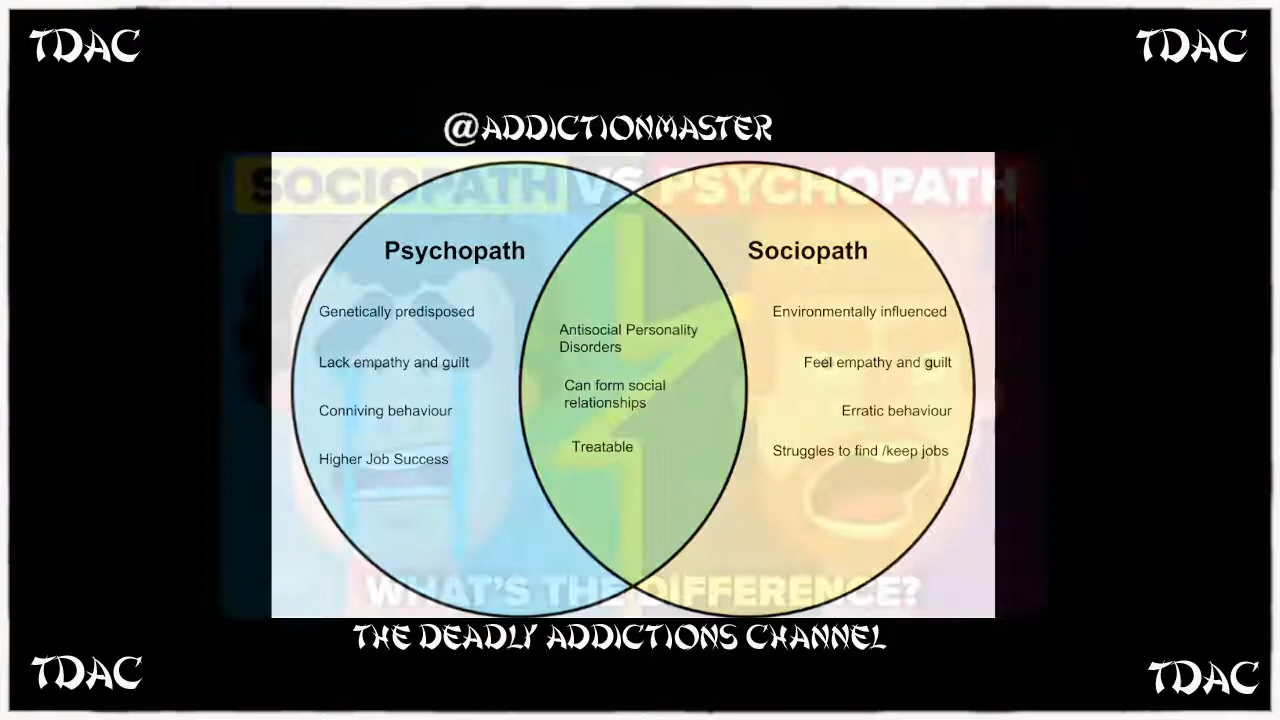 TDAC
TDAC
@ADDICTIONMASTER
SOCIOPATH VS PSYCHOPATH
Psychopath
Sociopath
Genetically predisposed
Lack empathy and guilt
Conniving behaviour
Higher Job Success
Antisocial Personality
Disorders
Can form social
relationships
Treatable
Environmentally influenced
Feel empathy and guilt
Erratic behaviour
Struggles to find /keep jobs
WHAT'S THE DIFFERENCE?
THE DEADLY ADDICTIONS CHANNEL
TDAC
TDAC